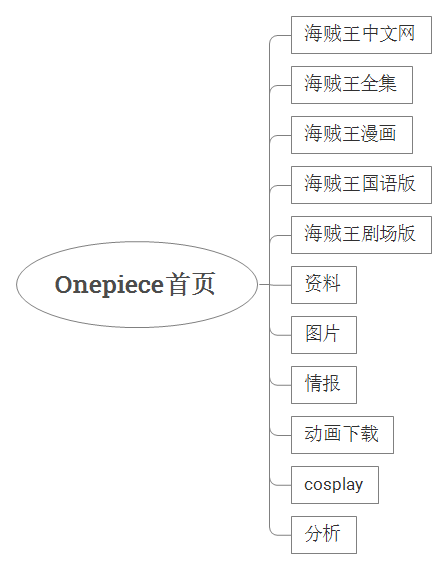 海贼王中文网
海贼王全集
海贼王漫画
海贼王国语版
海贼王剧场版
Onepiece首页
资料
图片
情报
动画下载
cosplay
分析